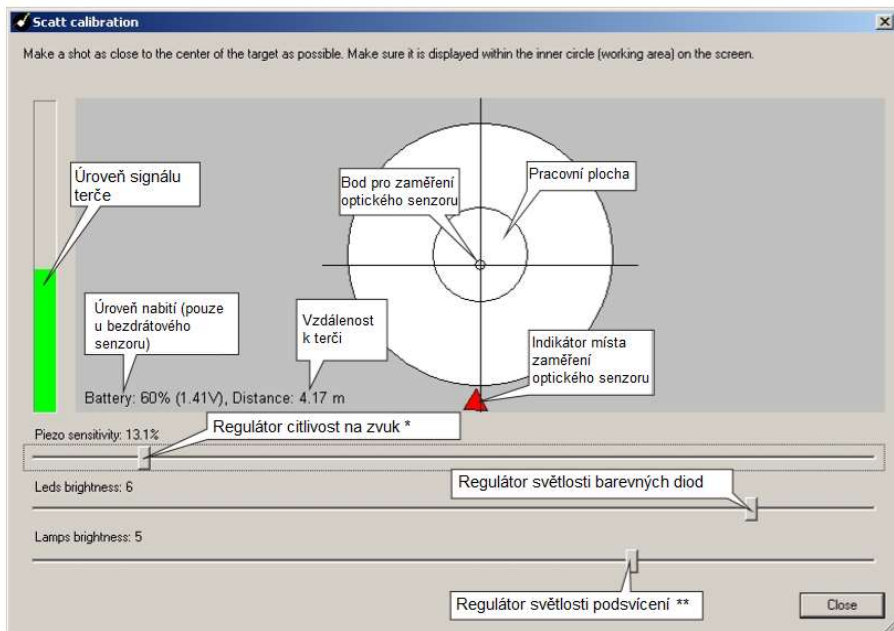 Scatt calibration
Make a shot as close to the center of the target as possible. Make sure it is displayed within the inner circle (working area) on the screen.
Úroveň signálu
terče
Bod pro zaměření
optického senzoru
Pracovní plocha
Úroveň nabití (pouze
u bezdrátového
senzoru)
Vzdálenost
k terči
Indikátor místa
zaměření
optického senzoru
Battery: 60% (1.41V), Distance: 4.17 m
Regulátor citlivost na zvuk *
Piezo sensitivity: 13.1%
Regulátor světlosti barevných diod
Leds brightness: 6
Lamps brightness: 5
Regulátor světlosti podsvícení **
Close